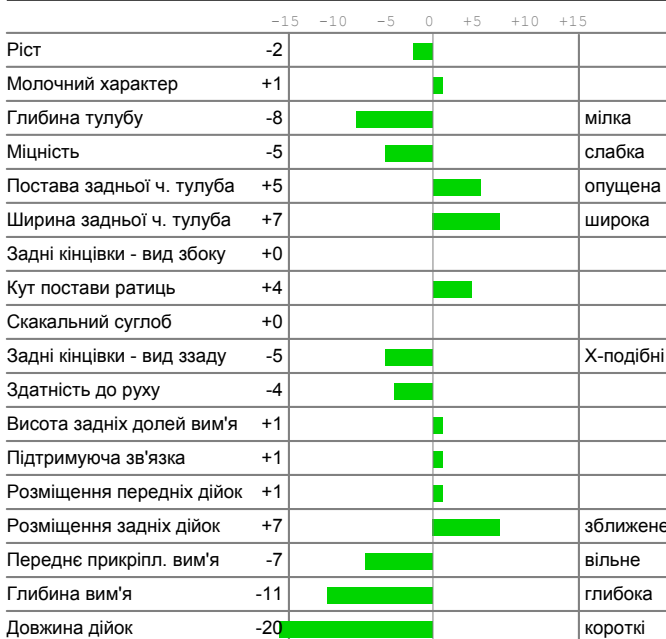 -15 -10 -5 0 +5 +10 +15
Ріст -2
Молочний характер +1
Глибина тулубу -8 мілка
Міцність -5 слабка
Постава задньої ч. тулуба +5 опущена
Ширина задньої ч. тулуба +7 широка
Задні кінцівки - вид збоку +0
Кут постави ратиць +4
Скакальний суглоб +0
Задні кінцівки - вид ззаду -5 Х-подібні
Здатність до руху -4
Висота задніх долей вим'я +1
Підтримуюча зв'язка +1
Розміщення передніх дійок +1
Розміщення задніх дійок +7 зближене
Переднє прикріпл. вим'я -7 вільне
Глибина вим'я -11 глибока
Довжина дійок -20 короткі